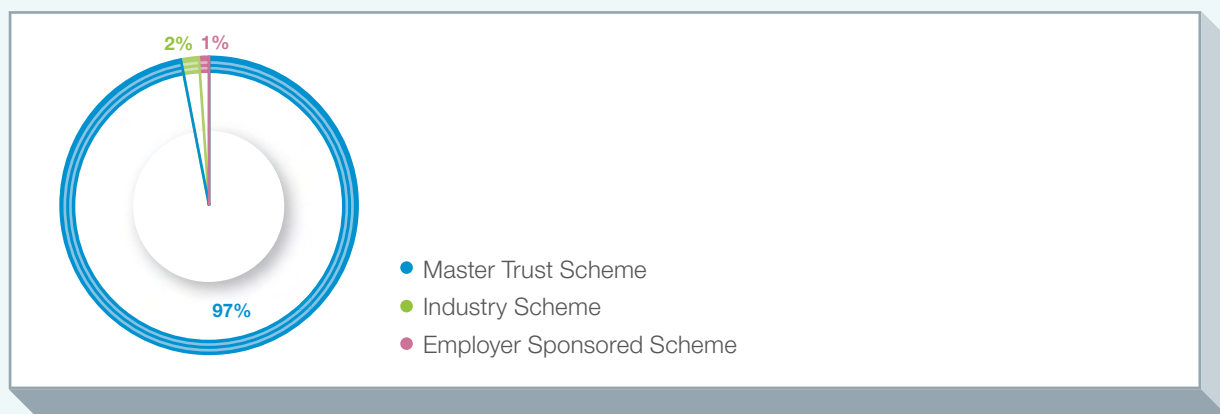 2% 1%
97%
Master Trust Scheme
Industry Scheme
Employer Sponsored Scheme